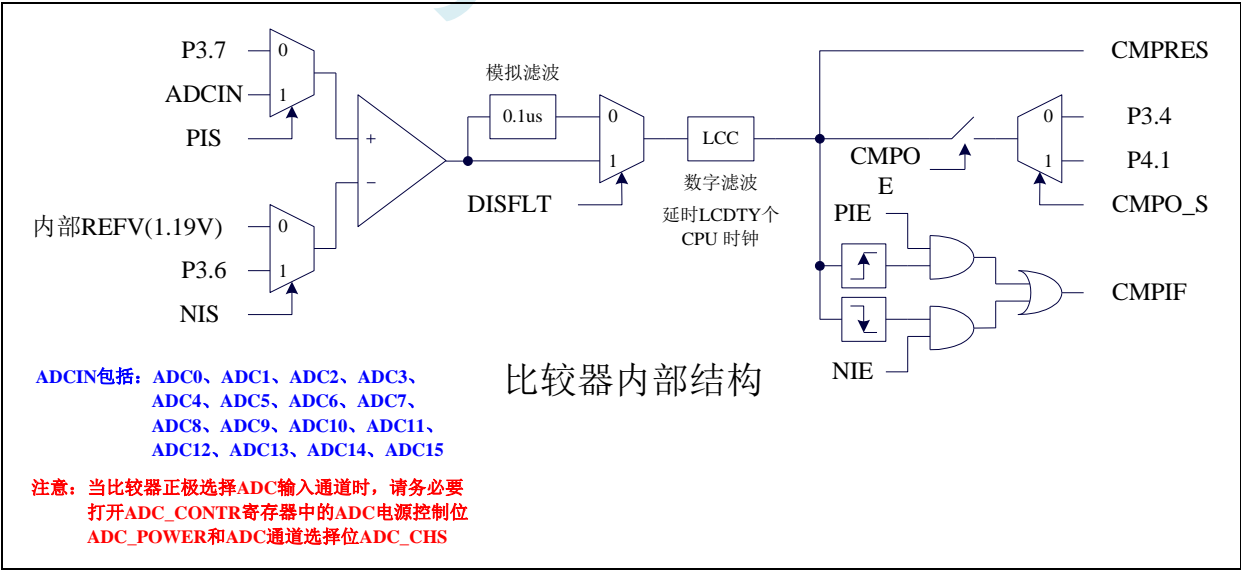 P3.7
0
CMPRES
模拟滤波
ADCIN
1
0.1us
0
0
P3.4
PIS
+
LCC
CMPO
E
1
P4.1
1
−
数字滤波
DISFLT
CMPO_S
内部REFV(1.19V)
0
延时LCDTY个
CPU 时钟
PIE
P3.6
1
CMPIF
NIS
NIE
比较器内部结构
ADCIN包括：ADC0、ADC1、ADC2、ADC3、
ADC4、ADC5、ADC6、ADC7、
ADC8、ADC9、ADC10、ADC11、
ADC12、ADC13、ADC14、ADC15
注意：当比较器正极选择ADC输入通道时，请务必要
打开ADC_CONTR寄存器中的ADC电源控制位
ADC_POWER和ADC通道选择位ADC_CHS